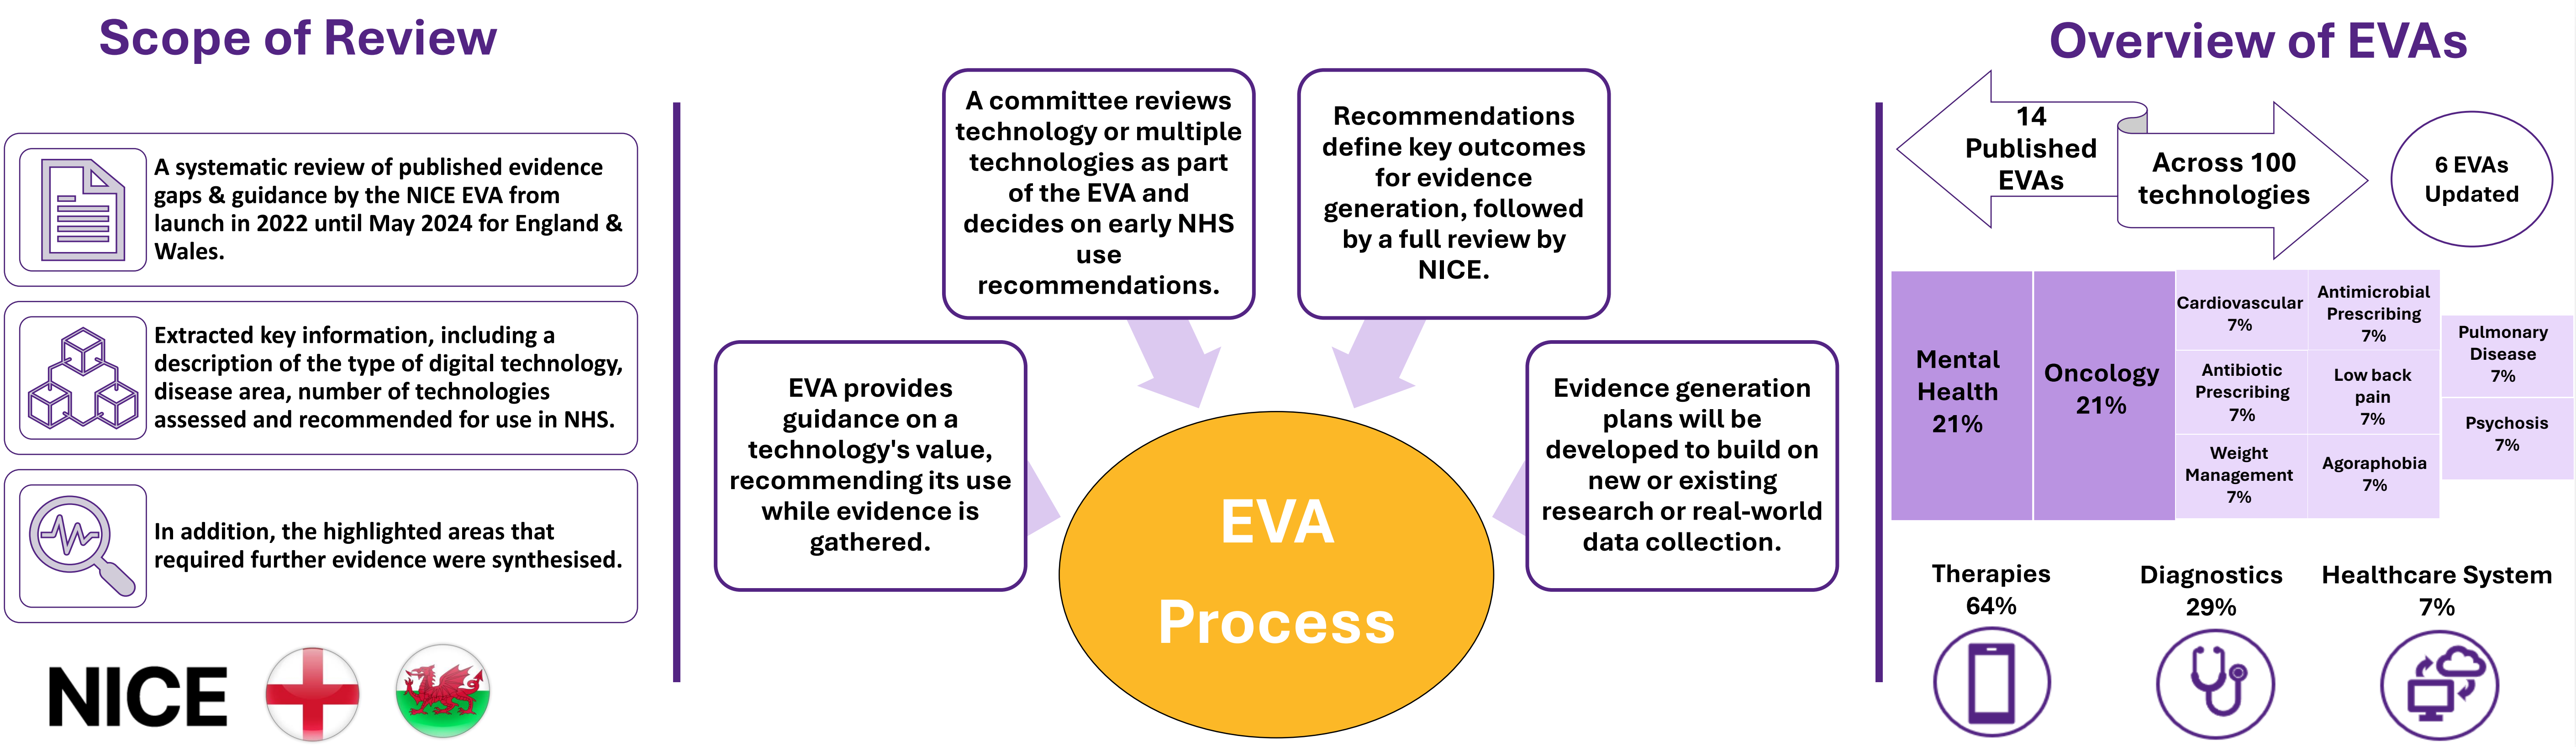 Scope of Review
A systematic review of published evidence
gaps & guidance by the NICE EVA from
launch in 2022 until May 2024 for England &
Wales.
Extracted key information, including a
description of the type of digital technology,
disease area, number of technologies
assessed and recommended for use in NHS.
In addition, the highlighted areas that
required further evidence were synthesised.
NICE
EVA provides
guidance on a
technology's value,
recommending its use
while evidence is
gathered.
A committee reviews
technology or multiple
technologies as part
of the EVA and
decides on early NHS
use
recommendations.
Recommendations
define key outcomes
for evidence
generation, followed
by a full review by
NICE.
Evidence generation
plans will be
developed to build on
new or existing
research or real-world
data collection.
EVA
Process
Overview of EVAs
14
Published
EVAs
Across 100
technologies
6 EVAs
Updated
Mental
Health
21%
Oncology
21%
Cardiovascular
7%
Antibiotic
Prescribing
7%
Weight
Management
7%
Antimicrobial
Prescribing
7%
Low back
pain
7%
Agoraphobia
7%
Pulmonary
Disease
7%
Psychosis
7%
Therapies
64%
Diagnostics
29%
Healthcare System
7%